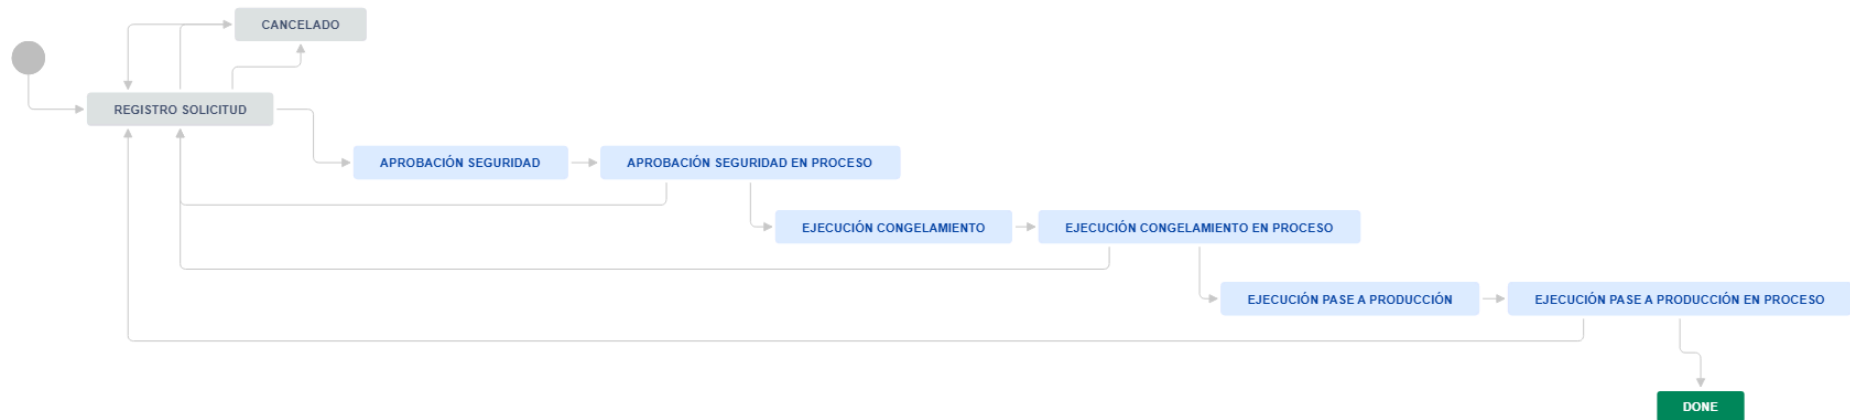 CANCELADO
REGISTRO SOLICITUD
APROBACIÓN SEGURIDAD
APROBACIÓN SEGURIDAD EN PROCESO
EJECUCIÓN CONGELAMIENTO
EJECUCIÓN CONGELAMIENTO EN PROCESO
EJECUCIÓN PASE A PRODUCCIÓN
EJECUCIÓN PASE A PRODUCCIÓN EN PROCESO
DONE